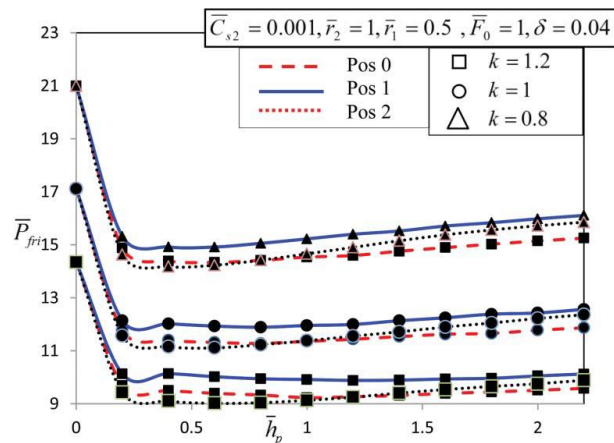 C̅ₛ₂ = 0.001, r̅₂ = 1, r̅₁ = 0.5 , F̅₀ = 1, δ = 0.04
Pos 0
Pos 1
Pos 2
k = 1.2
k = 1
k = 0.8
23
21
19
17
15
13
11
9
P̅fri
0
0.5
1
1.5
2
h̅ₚ